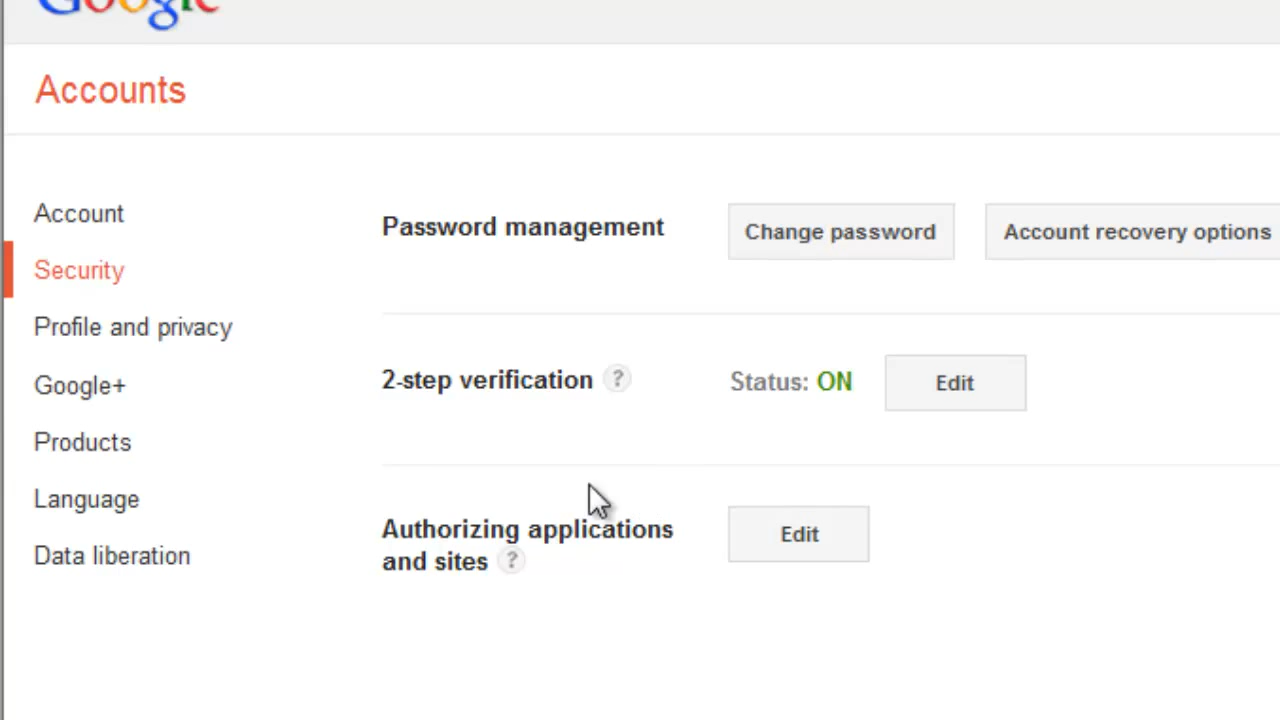 Google
Accounts
Account
Security
Profile and privacy
Google+
Products
Language
Data liberation
Password management
Change password
Account recovery options
2-step verification ?
Status: ON
Edit
Authorizing applications
and sites ?
Edit